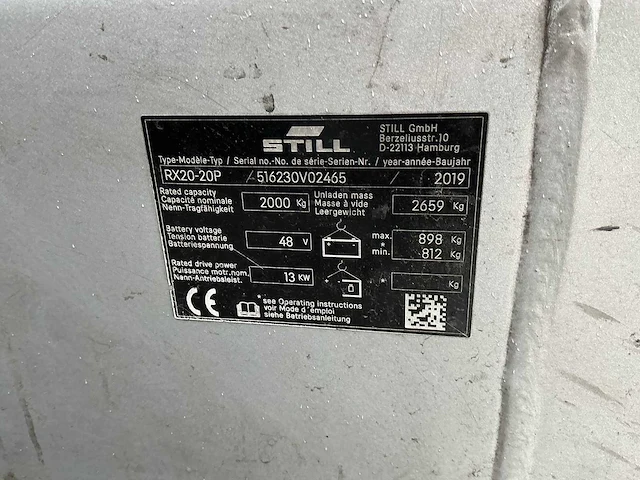 STILL
STILL GmbH
Berzeliusstr.10
D-22113 Hamburg
Type-Modèle-Typ / Serial no.-No. de série-Serien-Nr. / year-année-Baujahr
RX20-20P / 516230V02465 / 2019
Rated capacity
Capacité nominale
Nenn-Tragfähigkeit
2000 Kg
Unladen mass
Masse à vide
Leergewicht
2659 Kg
Battery voltage
Tension batterie
Batteriespannung
48 V
max. 898 Kg
*
min. 812 Kg
Rated drive power
Puissance motr.nom.
Nenn-Antriebsleist.
13 KW
* Kg
CE
* see Operating instructions
voir Mode d'emploi
siehe Betriebsanleitung